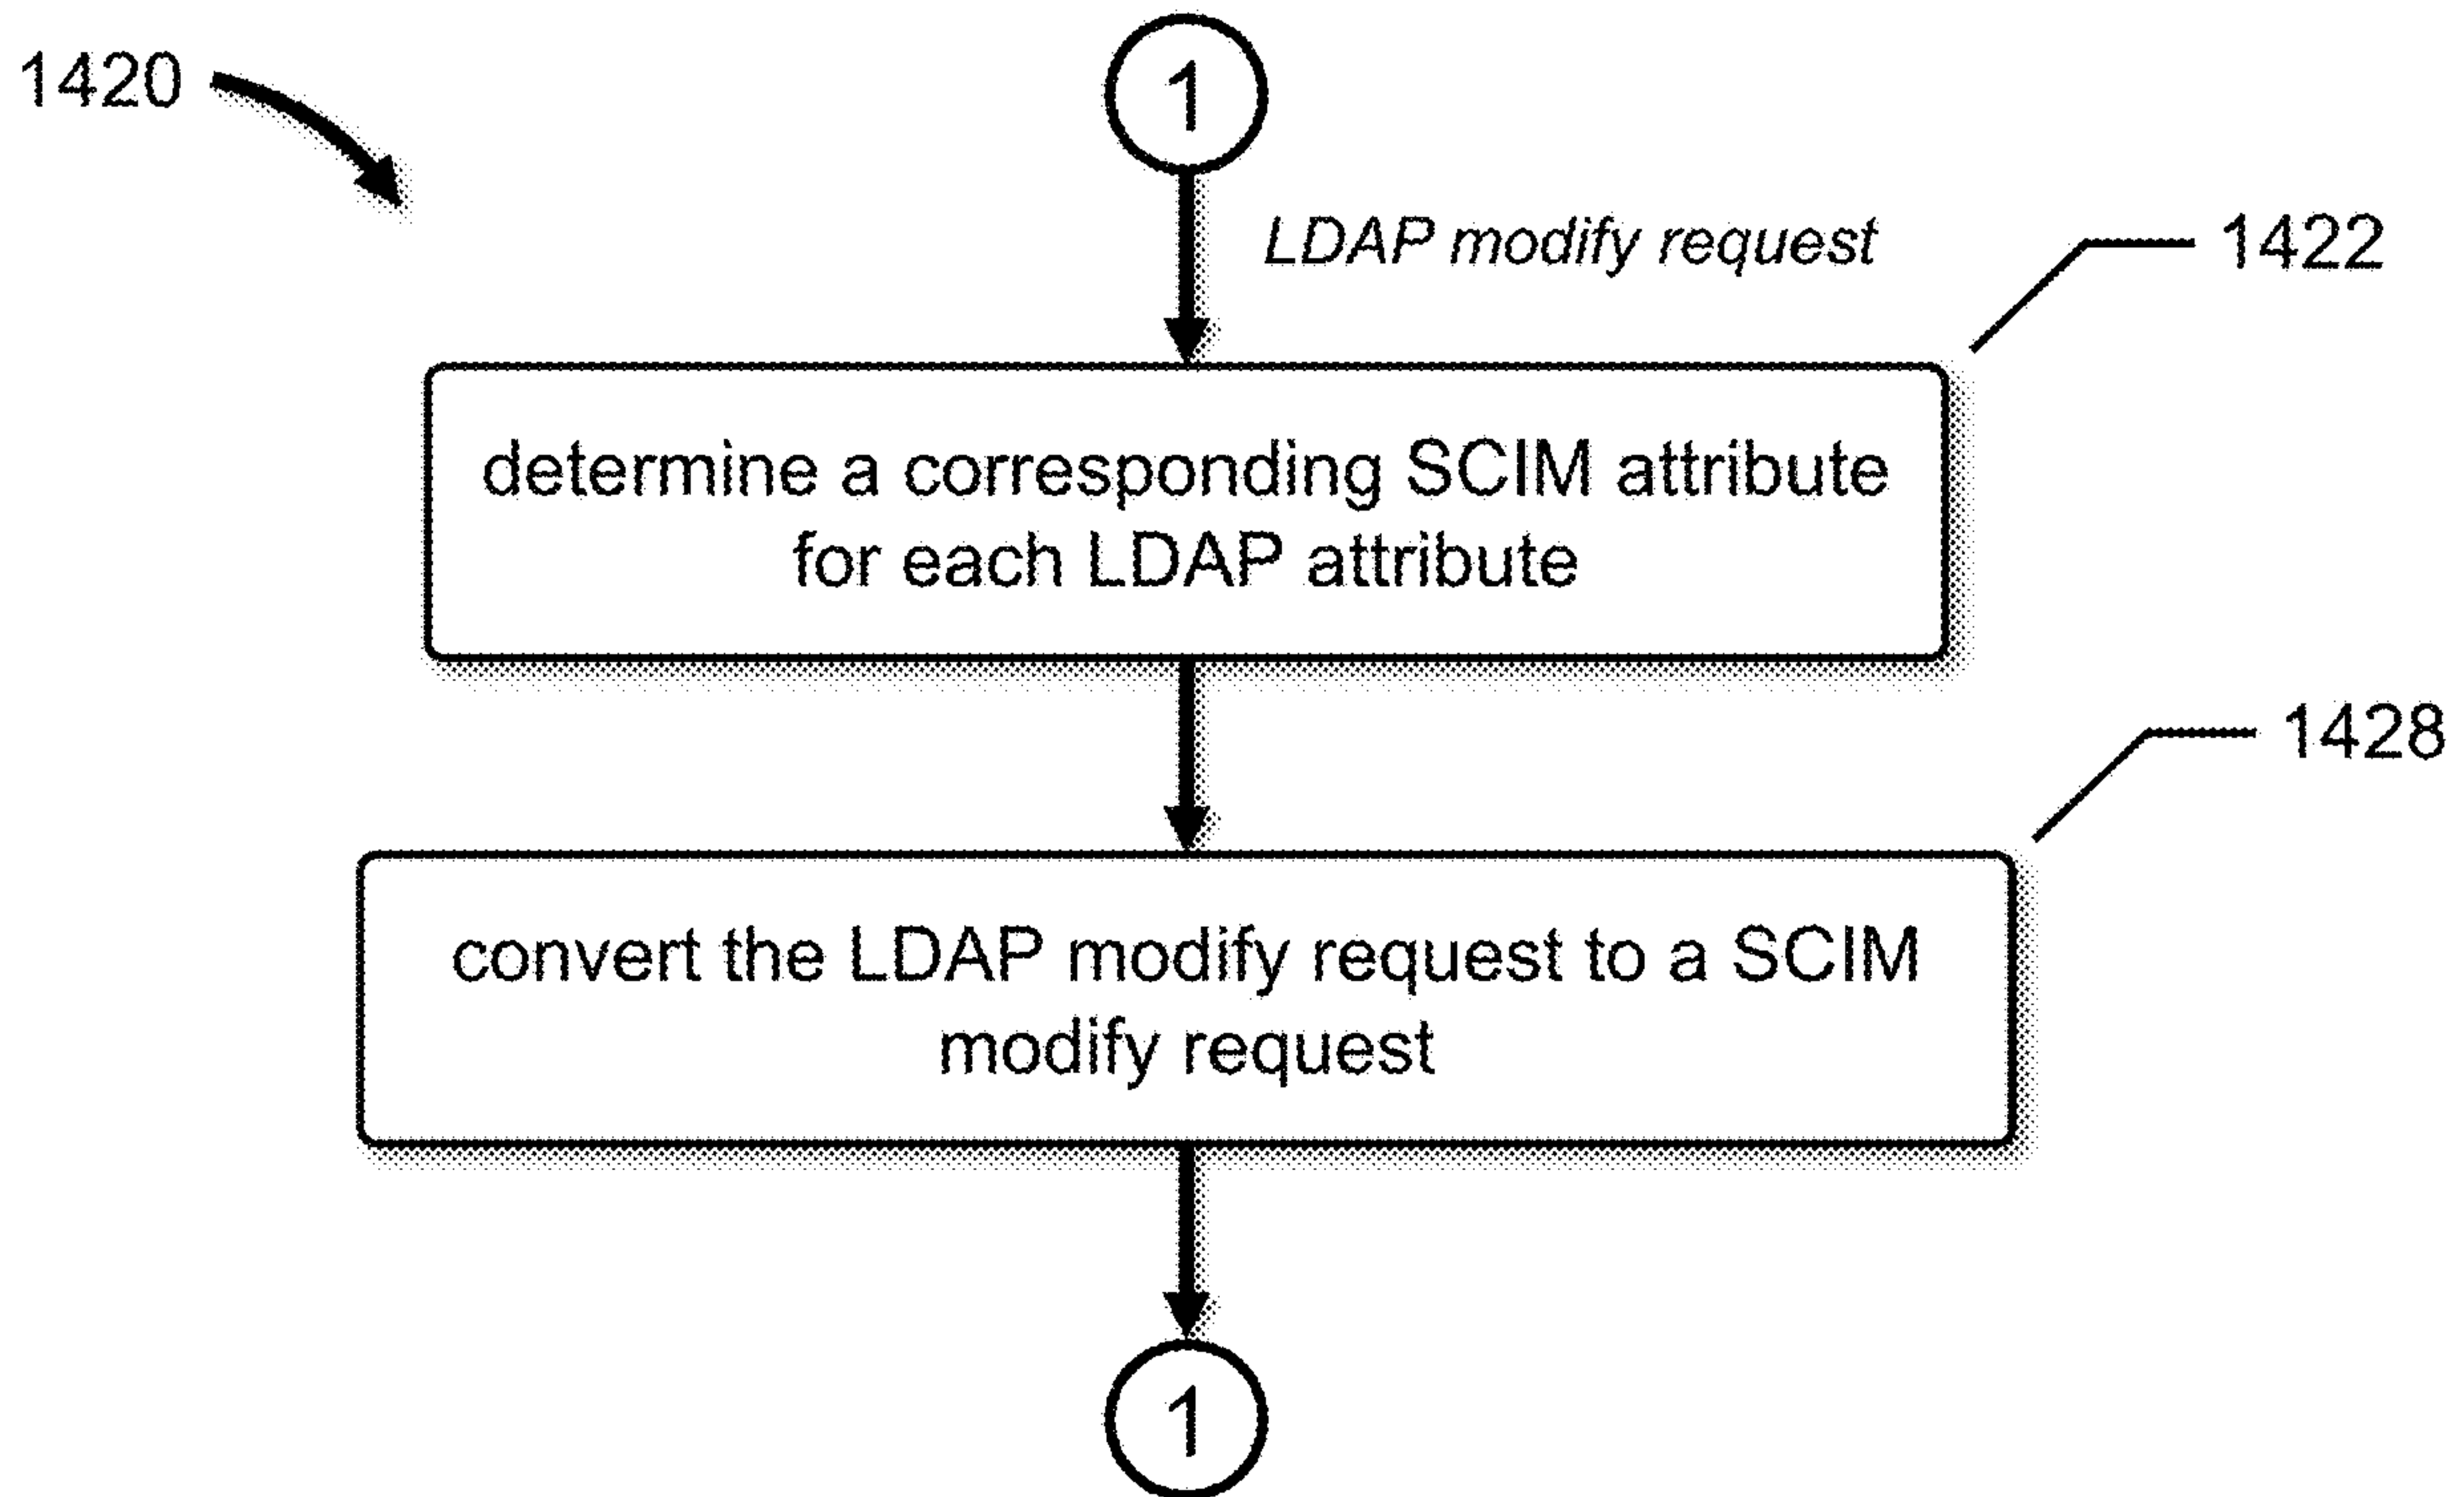 1420
1
LDAP modify request
1422
determine a corresponding SCIM attribute
for each LDAP attribute
1428
convert the LDAP modify request to a SCIM
modify request
1